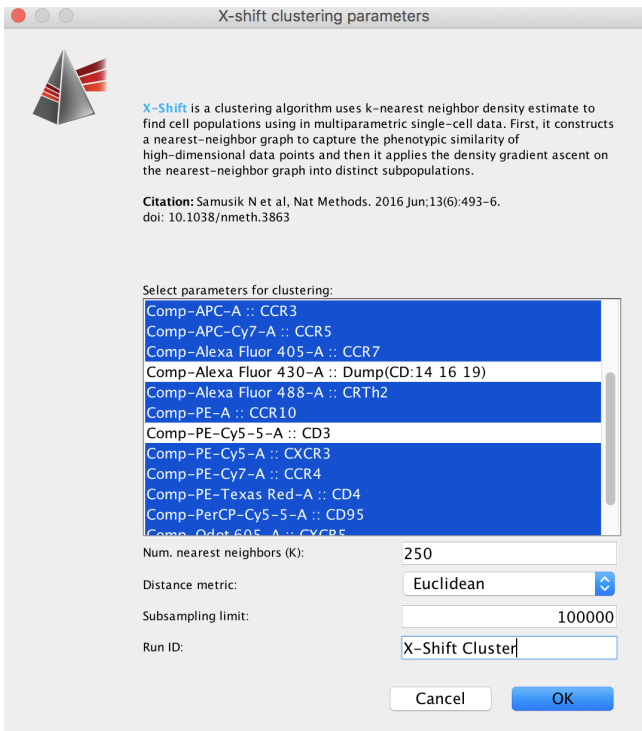 X-shift clustering parameters
X-Shift is a clustering algorithm uses k-nearest neighbor density estimate to
find cell populations using in multiparametric single-cell data. First, it constructs
a nearest-neighbor graph to capture the phenotypic similarity of
high-dimensional data points and then it applies the density gradient ascent on
the nearest-neighbor graph into distinct subpopulations.
Citation: Samusik N et al, Nat Methods. 2016 Jun;13(6):493-6.
doi: 10.1038/nmeth.3863
Select parameters for clustering:
Comp-APC-A :: CCR3
Comp-APC-Cy7-A :: CCR5
Comp-Alexa Fluor 405-A :: CCR7
Comp-Alexa Fluor 430-A :: Dump(CD:14 16 19)
Comp-Alexa Fluor 488-A :: CRTh2
Comp-PE-A :: CCR10
Comp-PE-Cy5-5-A :: CD3
Comp-PE-Cy5-A :: CXCR3
Comp-PE-Cy7-A :: CCR4
Comp-PE-Texas Red-A :: CD4
Comp-PerCP-Cy5-5-A :: CD95
Comp-Qdot 605-A :: CXCR5
Num. nearest neighbors (K): 250
Distance metric: Euclidean
Subsampling limit: 100000
Run ID: X-Shift Cluster
Cancel OK